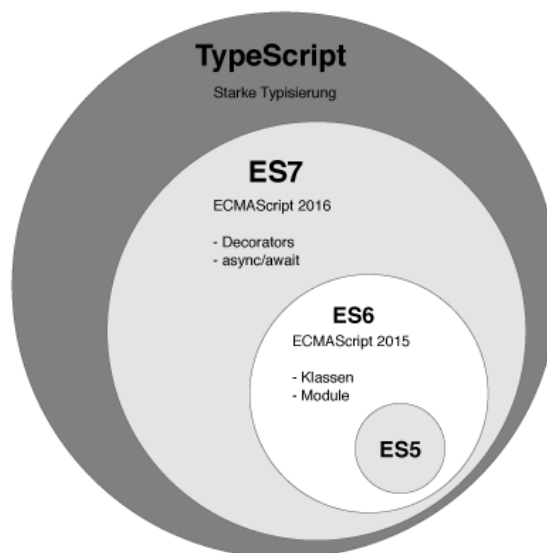 TypeScript
Starke Typisierung
ES7
ECMAScript 2016
- Decorators
- async/await
ES6
ECMAScript 2015
- Klassen
- Module
ES5